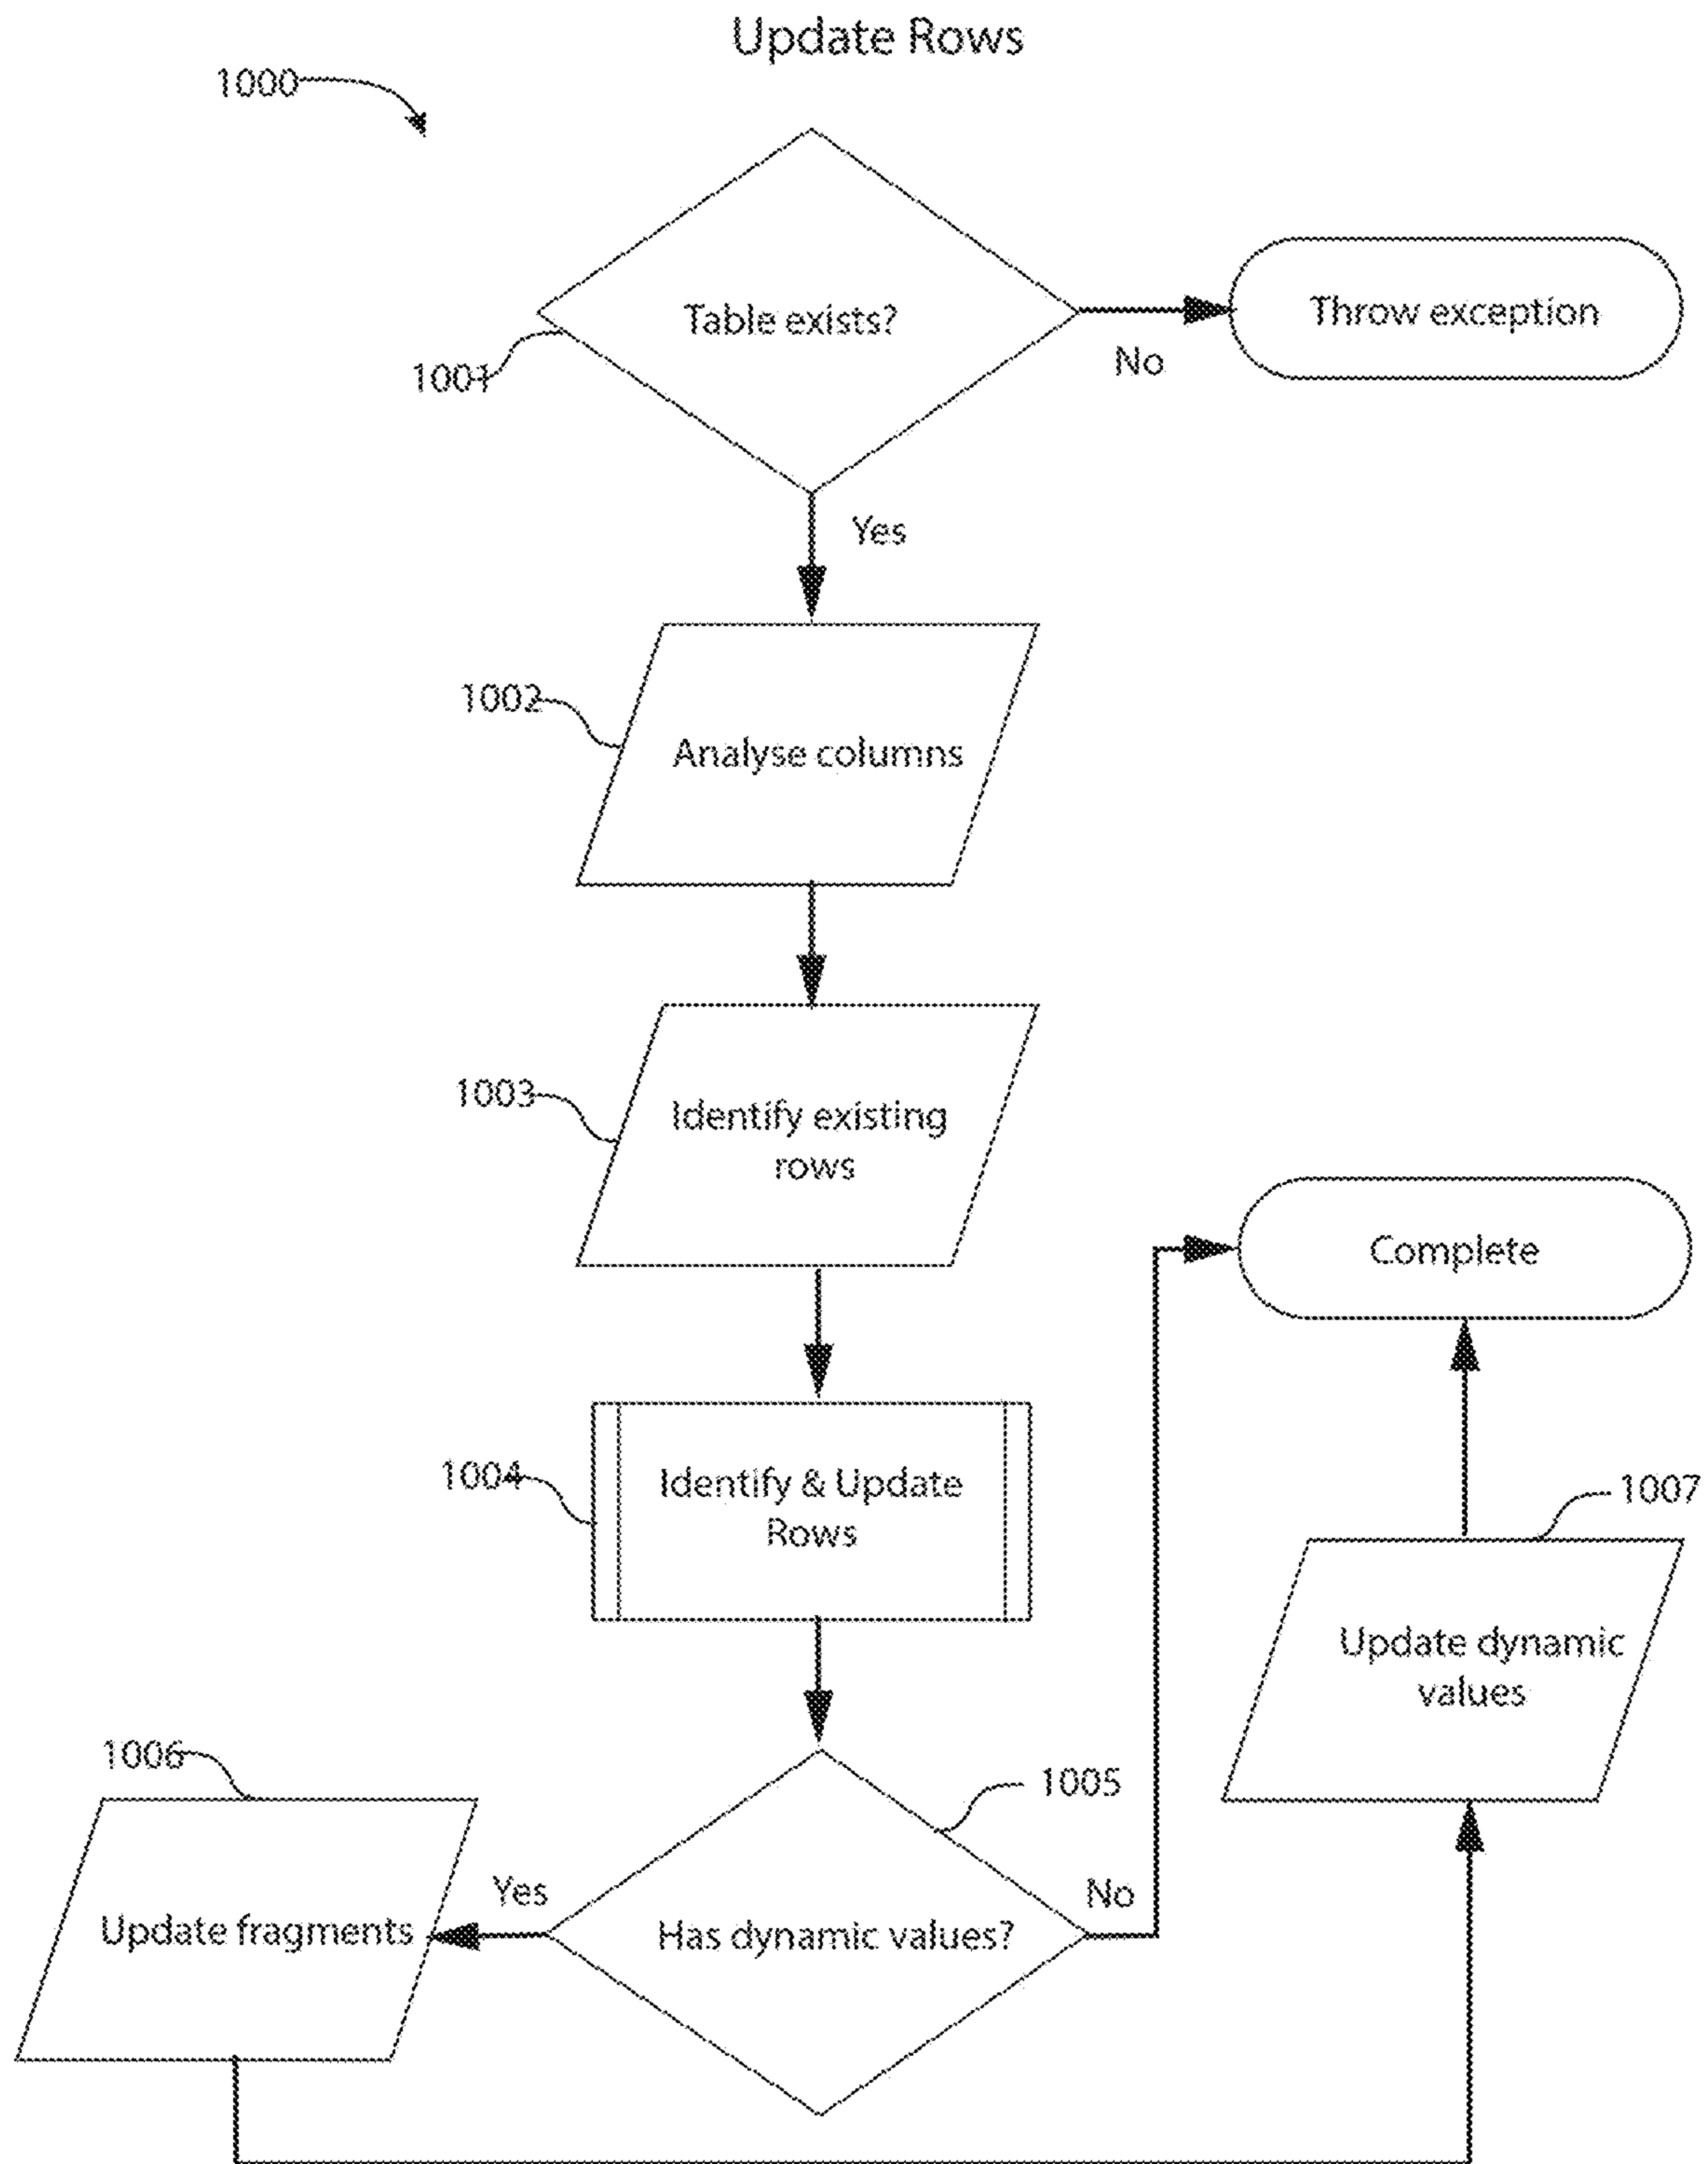 Update Rows
1000
Table exists?
Throw exception
1001
No
Yes
1002
Analyse columns
1003
Identify existing
rows
Complete
1004
Identify & Update
Rows
1007
Update dynamic
values
1006
1005
Yes
No
Update fragments
Has dynamic values?